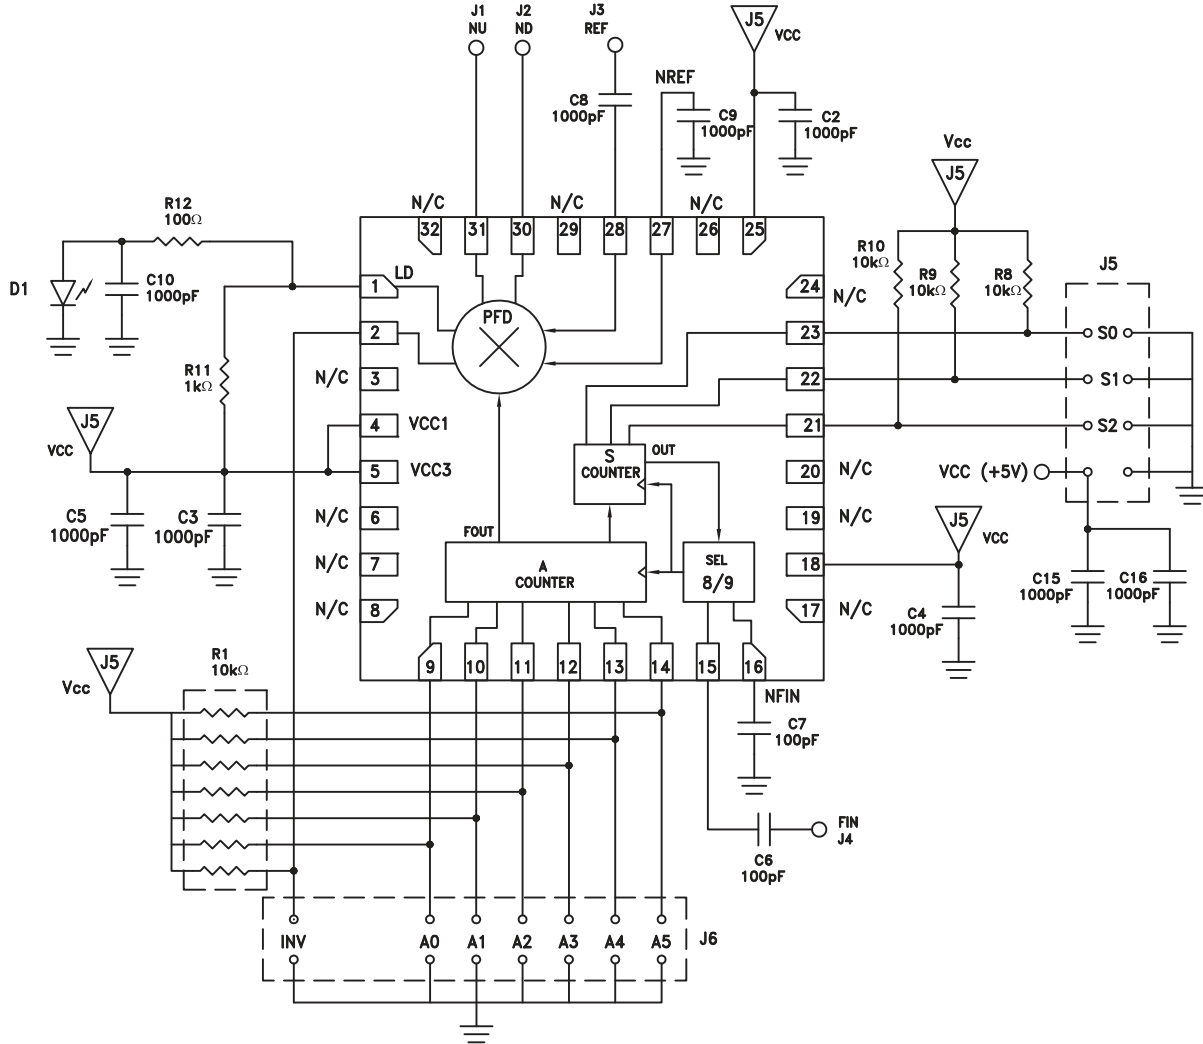 J1
NU
J2
ND
J3
REF
J5
VCC
NREF
C8
1000pF
C9
1000pF
C2
1000pF
Vcc
J5
R12
100Ω
N/C
N/C
N/C
32
31
30
29
28
27
26
25
R10
10kΩ
R9
10kΩ
R8
10kΩ
J5
D1
C10
1000pF
1
LD
24
N/C
PFD
2
23
S0
R11
1kΩ
N/C
3
22
S1
J5
VCC
4
VCC1
21
S2
S
COUNTER
OUT
5
VCC3
20
N/C
VCC (+5V)
C5
1000pF
C3
1000pF
N/C
6
19
N/C
J5
VCC
FOUT
N/C
7
A
COUNTER
SEL
8/9
18
C15
1000pF
C16
1000pF
N/C
8
17
N/C
C4
1000pF
J5
Vcc
R1
10kΩ
9
10
11
12
13
14
15
16
NFIN
C7
100pF
FIN
J4
C6
100pF
INV
A0
A1
A2
A3
A4
A5
J6